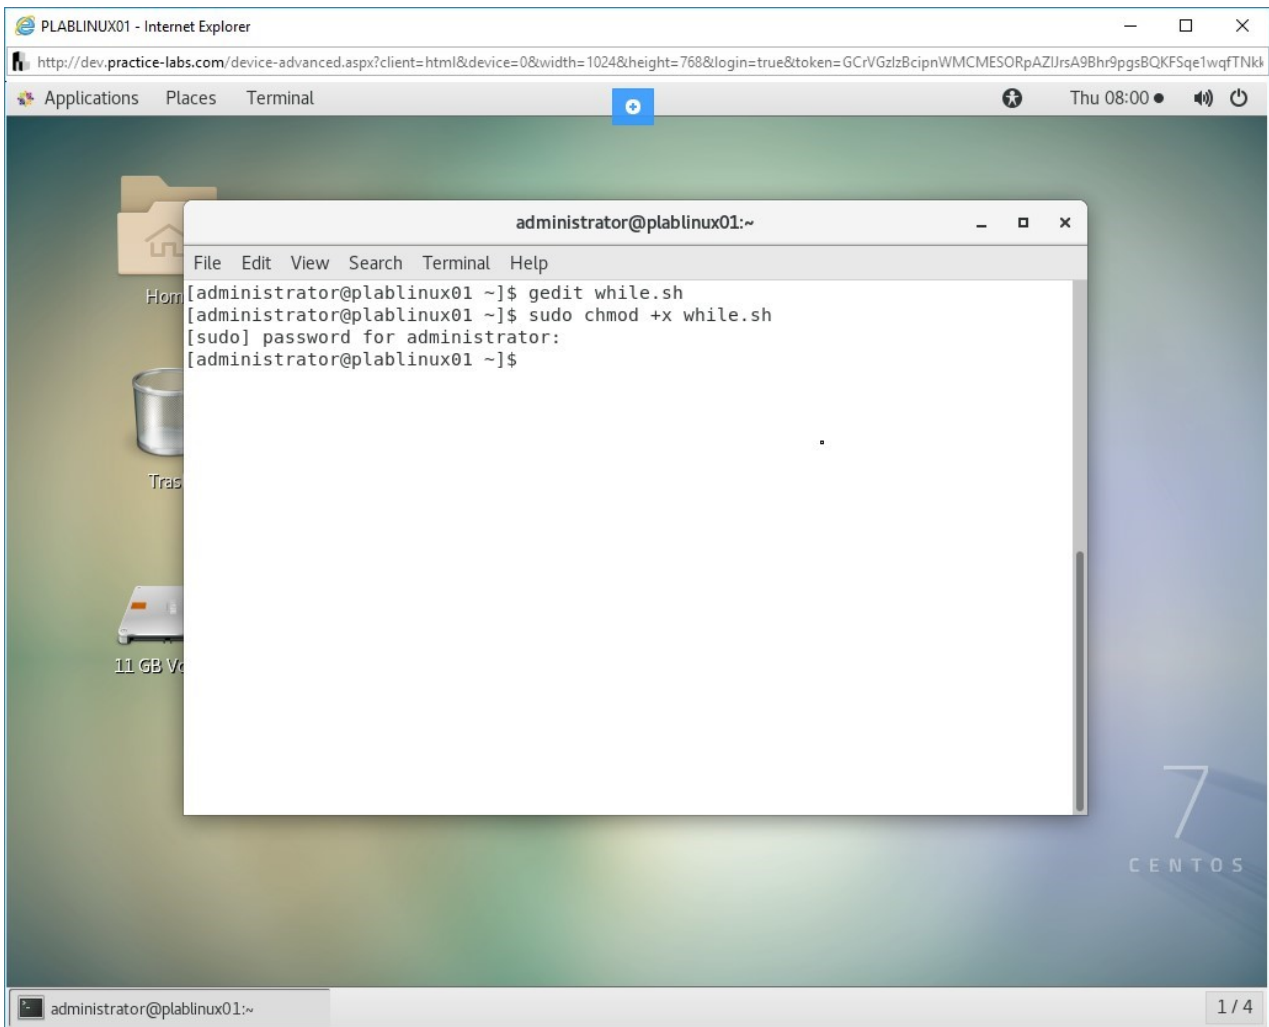 PLABLINUX01 - Internet Explorer
http://dev.practice-labs.com/device-advanced.aspx?client=html&device=0&width=1024&height=768&login=true&token=
Applications Places Terminal Thu 08:00
administrator@plablinux01:~
File Edit View Search Terminal Help
[administrator@plablinux01 ~]$ gedit while.sh
[administrator@plablinux01 ~]$ sudo chmod +x while.sh
[sudo] password for administrator:
[administrator@plablinux01 ~]$
Hom
Tras
11 GB Vo
7
CENTOS
administrator@plablinux01:~ 1 / 4